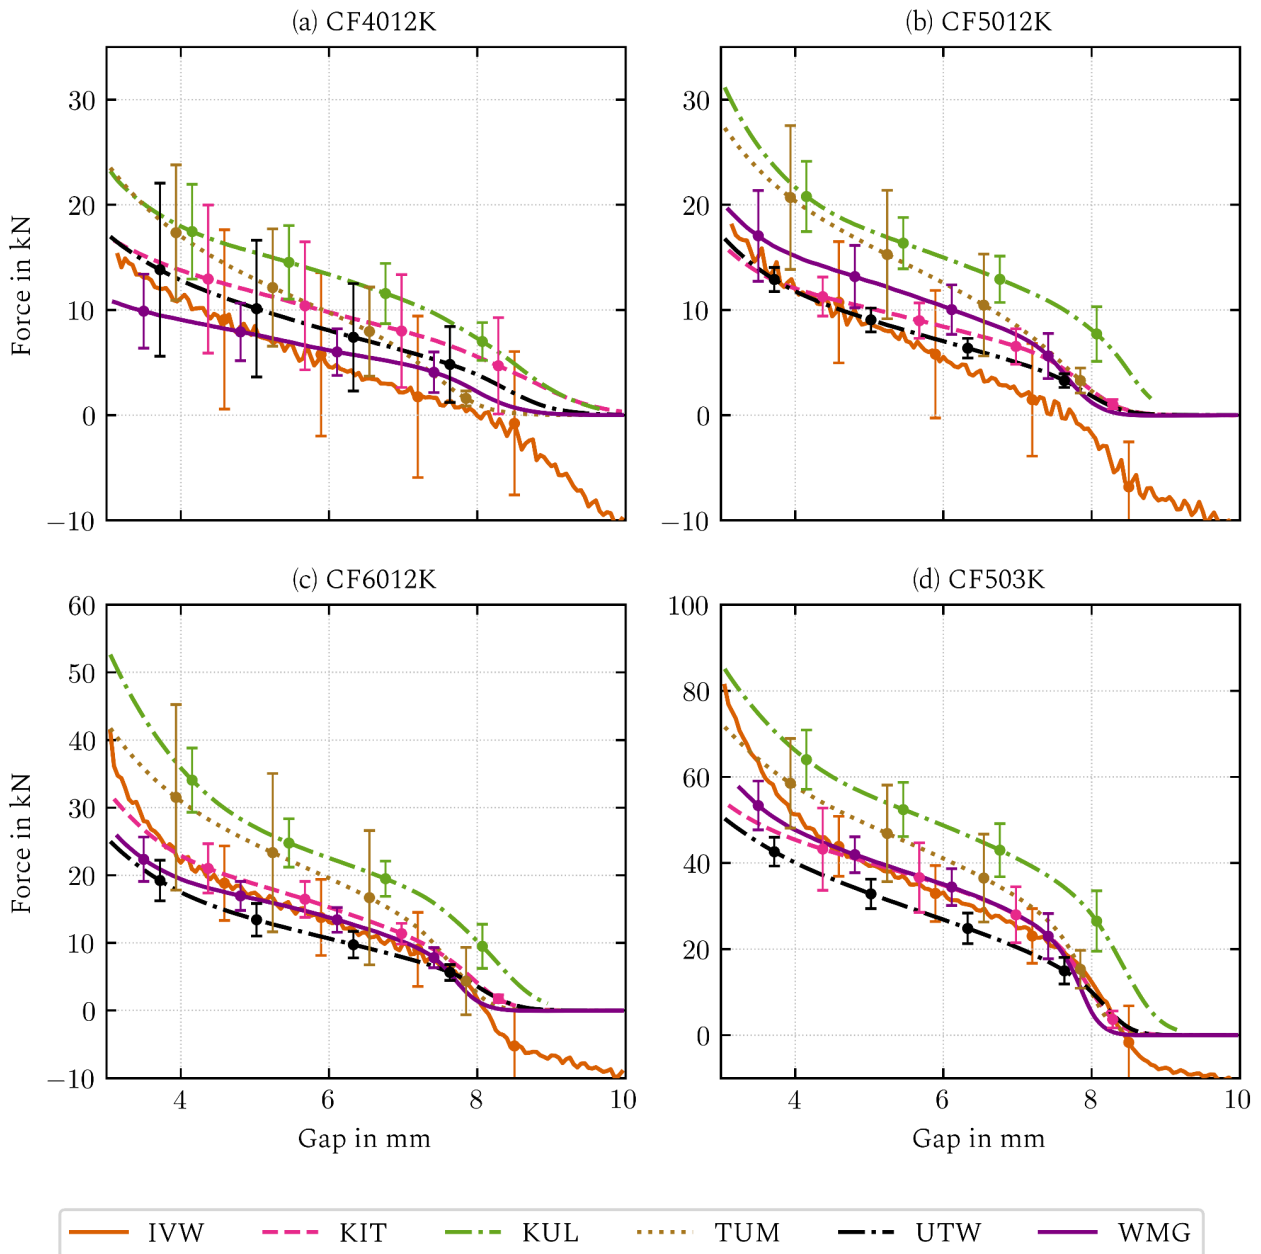 (a) CF4012K
(b) CF5012K
Force in kN
30
20
10
0
−10
30
20
10
0
−10
(c) CF6012K
(d) CF503K
Force in kN
60
50
40
30
20
10
0
−10
100
80
60
40
20
0
4 6 8 10
4 6 8 10
Gap in mm
Gap in mm
IVW KIT KUL TUM UTW WMG